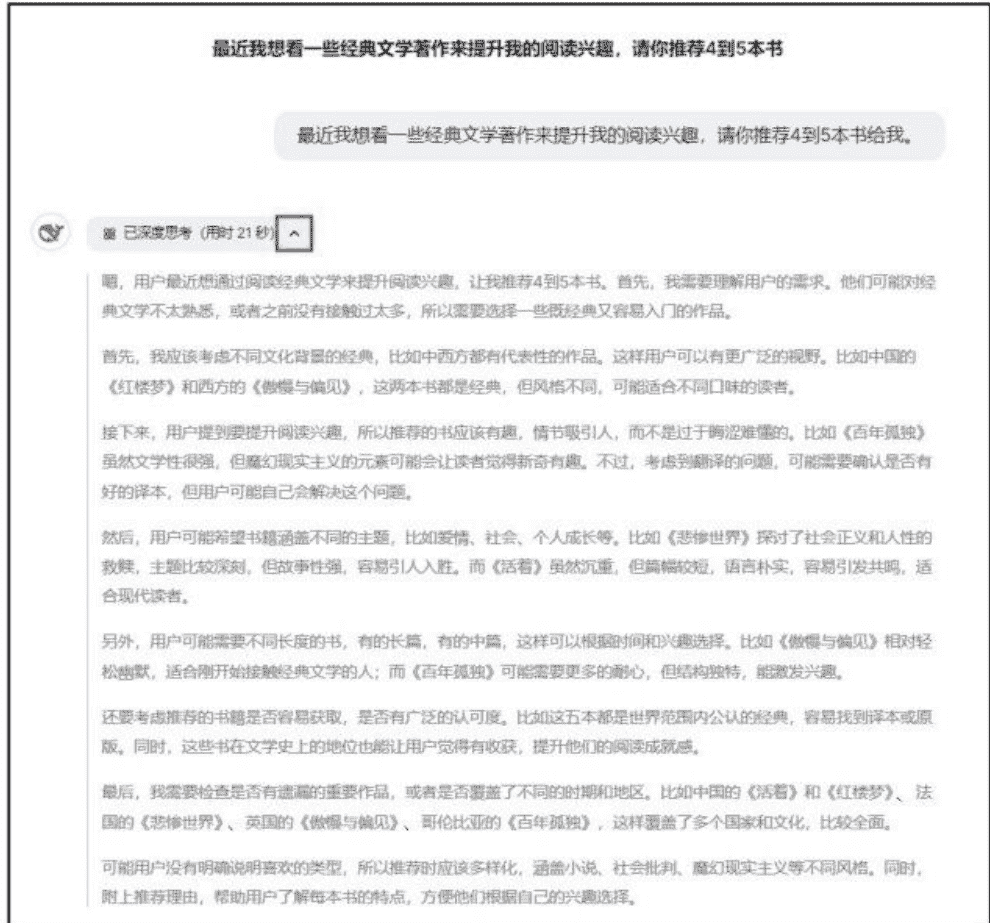 最近我想看一些经典文学著作来提升我的阅读兴趣，请你推荐4到5本书
最近我想看一些经典文学著作来提升我的阅读兴趣，请你推荐4到5本书给我。
已深度思考（用时 21 秒）
嗯，用户最近想通过阅读经典文学来提升阅读兴趣，让我推荐4到5本书。首先，我需要理解用户的需求。他们可能对经
典文学不太熟悉，或者之前没有接触过太多，所以需要选择一些既经典又容易入门的作品。
首先，我应该考虑不同文化背景的经典，比如中西方都有代表性的作品。这样用户可以有更广泛的视野。比如中国的
《红楼梦》和西方的《傲慢与偏见》，这两本书都是经典，但风格不同，可能适合不同口味的读者。
接下来，用户提到要提升阅读兴趣，所以推荐的书应该有趣，情节吸引人，而不是过于晦涩难懂的。比如《百年孤独》
虽然文学性很强，但魔幻现实主义的元素可能会让读者觉得新奇有趣。不过，考虑到翻译的问题，可能需要确认是否有
好的译本，但用户可能自己会解决这个问题。
然后，用户可能希望书籍涵盖不同的主题，比如爱情、社会、个人成长等。比如《悲惨世界》探讨了社会正义和人性的
救赎，主题比较深刻，但故事性强，容易引人入胜。而《活着》虽然沉重，但篇幅较短，语言朴实，容易引发共鸣，适
合现代读者。
另外，用户可能需要不同长度的书，有的长篇，有的中篇，这样可以根据时间和兴趣选择。比如《傲慢与偏见》相对轻
松幽默，适合刚开始接触经典文学的人；而《百年孤独》可能需要更多的耐心，但结构独特，能激发兴趣。
还要考虑推荐的书籍是否容易获取，是否有广泛的认可度。比如这五本都是世界范围内公认的经典，容易找到译本或原
版。同时，这些书在文学史上的地位也能让用户觉得有收获，提升他们的阅读成就感。
最后，我需要检查是否有遗漏的重要作品，或者是否覆盖了不同的时期和地区。比如中国的《活着》和《红楼梦》、法
国的《悲惨世界》、英国的《傲慢与偏见》、哥伦比亚的《百年孤独》，这样覆盖了多个国家和文化，比较全面。
可能用户没有明确说明喜欢的类型，所以推荐时应该多样化，涵盖小说、社会批判、魔幻现实主义等不同风格。同时，
附上推荐理由，帮助用户了解每本书的特点，方便他们根据自己的兴趣选择。